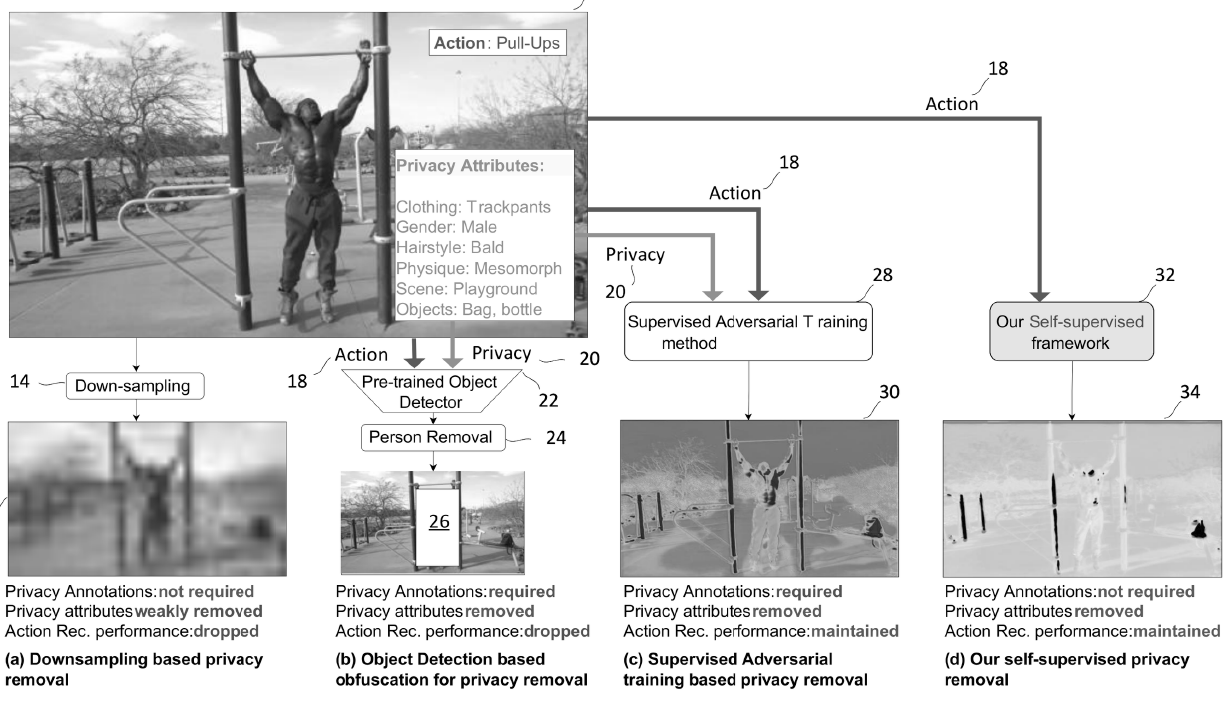 Action: Pull-Ups
Privacy Attributes:
Clothing: Trackpants
Gender: Male
Hairstyle: Bald
Physique: Mesomorph
Scene: Playground
Objects: Bag, bottle
18
Action
18
Action
Privacy
20
28
Supervised Adversarial T raining
method
32
Our Self-supervised
framework
14
Down-sampling
18
Action
Privacy
20
Pre-trained Object
Detector
22
Person Removal
24
26
30
34
Privacy Annotations:not required
Privacy attributes weakly removed
Action Rec. performance:dropped
(a) Downsampling based privacy
removal
Privacy Annotations:required
Privacy attributes removed
Action Rec. performance:dropped
(b) Object Detection based
obfuscation for privacy removal
Privacy Annotations:required
Privacy attributes removed
Action Rec. performance:maintained
(c) Supervised Adversarial
training based privacy removal
Privacy Annotations:not required
Privacy attributes removed
Action Rec. performance:maintained
(d) Our self-supervised privacy
removal